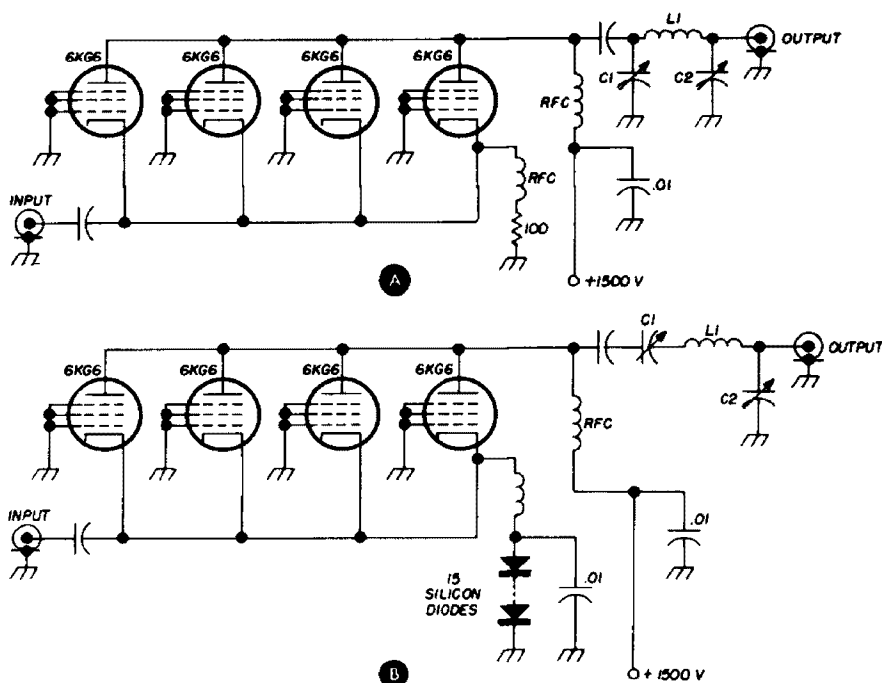 6KG6 6KG6 6KG6 6KG6
L1
OUTPUT
C1
C2
RFC
.01
RFC
100
INPUT
A
+1500 V
C1
L1
OUTPUT
6KG6 6KG6 6KG6 6KG6
C2
RFC
INPUT
.01
15
SILICON
DIODES
.01
B
+1500 V